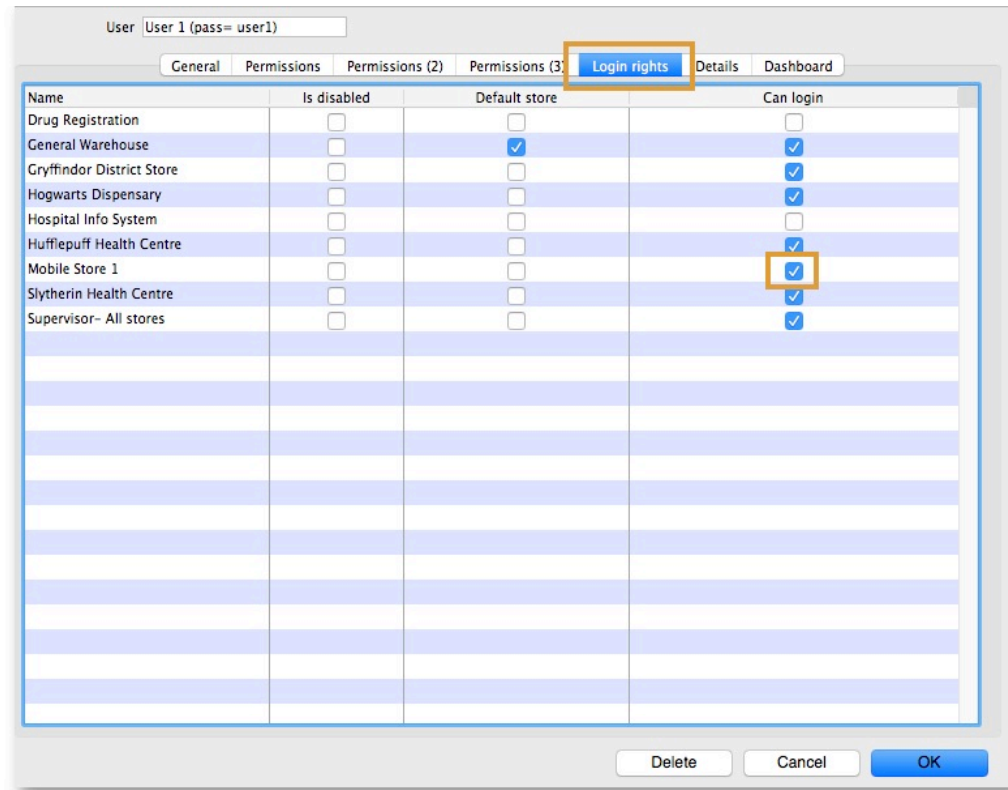 User User 1 (pass= user1)
General Permissions Permissions (2) Permissions (3) Login rights Details Dashboard
Name Is disabled Default store Can login
Drug Registration
General Warehouse
Gryffindor District Store
Hogwarts Dispensary
Hospital Info System
Hufflepuff Health Centre
Mobile Store 1
Slytherin Health Centre
Supervisor- All stores
Delete Cancel OK